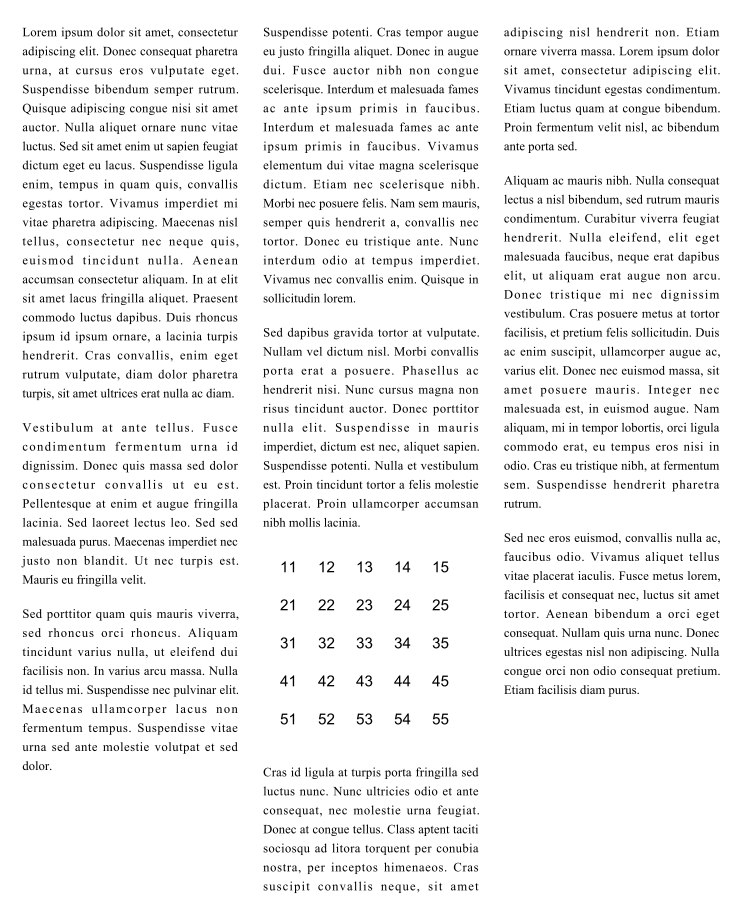 Lorem ipsum dolor sit amet, consectetur
adipiscing elit. Donec consequat pharetra
urna, at cursus eros vulputate eget.
Suspendisse bibendum semper rutrum.
Quisque adipiscing congue nisi sit amet
auctor. Nulla aliquet ornare nunc vitae
luctus. Sed sit amet enim ut sapien feugiat
dictum eget eu lacus. Suspendisse ligula
enim, tempus in quam quis, convallis
egestas tortor. Vivamus imperdiet mi
vitae pharetra adipiscing. Maecenas nisl
tellus, consectetur nec neque quis,
euismod tincidunt nulla. Aenean
accumsan consectetur aliquam. In at elit
sit amet lacus fringilla aliquet. Praesent
commodo luctus dapibus. Duis rhoncus
ipsum id ipsum ornare, a lacinia turpis
hendrerit. Cras convallis, enim eget
rutrum vulputate, diam dolor pharetra
turpis, sit amet ultrices erat nulla ac diam.
Vestibulum at ante tellus. Fusce
condimentum fermentum urna id
dignissim. Donec quis massa sed dolor
consectetur convallis ut eu est.
Pellentesque at enim et augue fringilla
lacinia. Sed laoreet lectus leo. Sed sed
malesuada purus. Maecenas imperdiet nec
justo non blandit. Ut nec turpis est.
Mauris eu fringilla velit.
Sed porttitor quam quis mauris viverra,
sed rhoncus orci rhoncus. Aliquam
tincidunt varius nulla, ut eleifend dui
facilisis non. In varius arcu massa. Nulla
id tellus mi. Suspendisse nec pulvinar elit.
Maecenas ullamcorper lacus non
fermentum tempus. Suspendisse vitae
urna sed ante molestie volutpat et sed
dolor.
Suspendisse potenti. Cras tempor augue
eu justo fringilla aliquet. Donec in augue
dui. Fusce auctor nibh non congue
scelerisque. Interdum et malesuada fames
ac ante ipsum primis in faucibus.
Interdum et malesuada fames ac ante
ipsum primis in faucibus. Vivamus
elementum dui vitae magna scelerisque
dictum. Etiam nec scelerisque nibh.
Morbi nec posuere felis. Nam sem mauris,
semper quis hendrerit a, convallis nec
tortor. Donec eu tristique ante. Nunc
interdum odio at tempus imperdiet.
Vivamus nec convallis enim. Quisque in
sollicitudin lorem.
Sed dapibus gravida tortor at vulputate.
Nullam vel dictum nisl. Morbi convallis
porta erat a posuere. Phasellus ac
hendrerit nisi. Nunc cursus magna non
risus tincidunt auctor. Donec porttitor
nulla elit. Suspendisse in mauris
imperdiet, dictum est nec, aliquet sapien.
Suspendisse potenti. Nulla et vestibulum
est. Proin tincidunt tortor a felis molestie
placerat. Proin ullamcorper accumsan
nibh mollis lacinia.
11 12 13 14 15
21 22 23 24 25
31 32 33 34 35
41 42 43 44 45
51 52 53 54 55
Cras id ligula at turpis porta fringilla sed
luctus nunc. Nunc ultricies odio et ante
consequat, nec molestie urna feugiat.
Donec at congue tellus. Class aptent taciti
sociosqu ad litora torquent per conubia
nostra, per inceptos himenaeos. Cras
suscipit convallis neque, sit amet
adipiscing nisl hendrerit non. Etiam
ornare viverra massa. Lorem ipsum dolor
sit amet, consectetur adipiscing elit.
Vivamus tincidunt egestas condimentum.
Etiam luctus quam at congue bibendum.
Proin fermentum velit nisl, ac bibendum
ante porta sed.
Aliquam ac mauris nibh. Nulla consequat
lectus a nisl bibendum, sed rutrum mauris
condimentum. Curabitur viverra feugiat
hendrerit. Nulla eleifend, elit eget
malesuada faucibus, neque erat dapibus
elit, ut aliquam erat augue non arcu.
Donec tristique mi nec dignissim
vestibulum. Cras posuere metus at tortor
facilisis, et pretium felis sollicitudin. Duis
ac enim suscipit, ullamcorper augue ac,
varius elit. Donec nec euismod massa, sit
amet posuere mauris. Integer nec
malesuada est, in euismod augue. Nam
aliquam, mi in tempor lobortis, orci ligula
commodo erat, eu tempus eros nisi in
odio. Cras eu tristique nibh, at fermentum
sem. Suspendisse hendrerit pharetra
rutrum.
Sed nec eros euismod, convallis nulla ac,
faucibus odio. Vivamus aliquet tellus
vitae placerat iaculis. Fusce metus lorem,
facilisis et consequat nec, luctus sit amet
tortor. Aenean bibendum a orci eget
consequat. Nullam quis urna nunc. Donec
ultrices egestas nisl non adipiscing. Nulla
congue orci non odio consequat pretium.
Etiam facilisis diam purus.